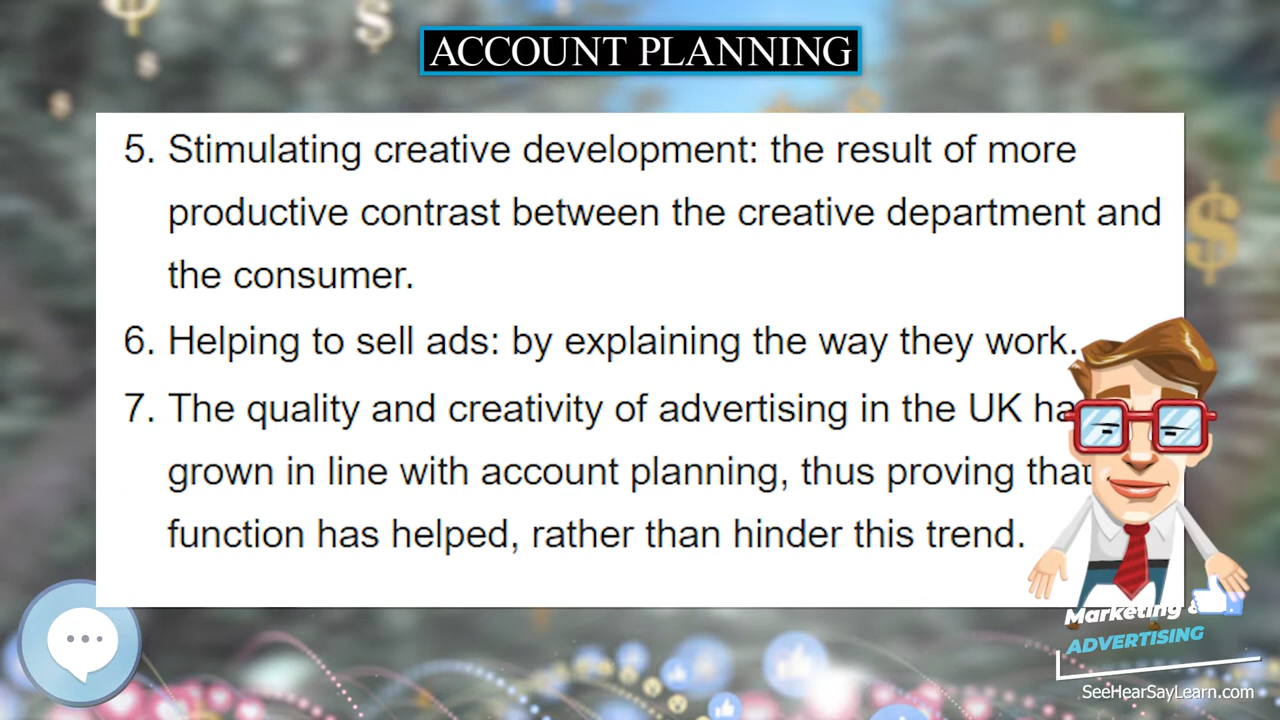 ACCOUNT PLANNING
5. Stimulating creative development: the result of more
productive contrast between the creative department and
the consumer.
6. Helping to sell ads: by explaining the way they work.
7. The quality and creativity of advertising in the UK
grown in line with account planning, thus proving that
function has helped, rather than hinder this trend.
Marketing &
ADVERTISING
SeeHearSayLearn.com